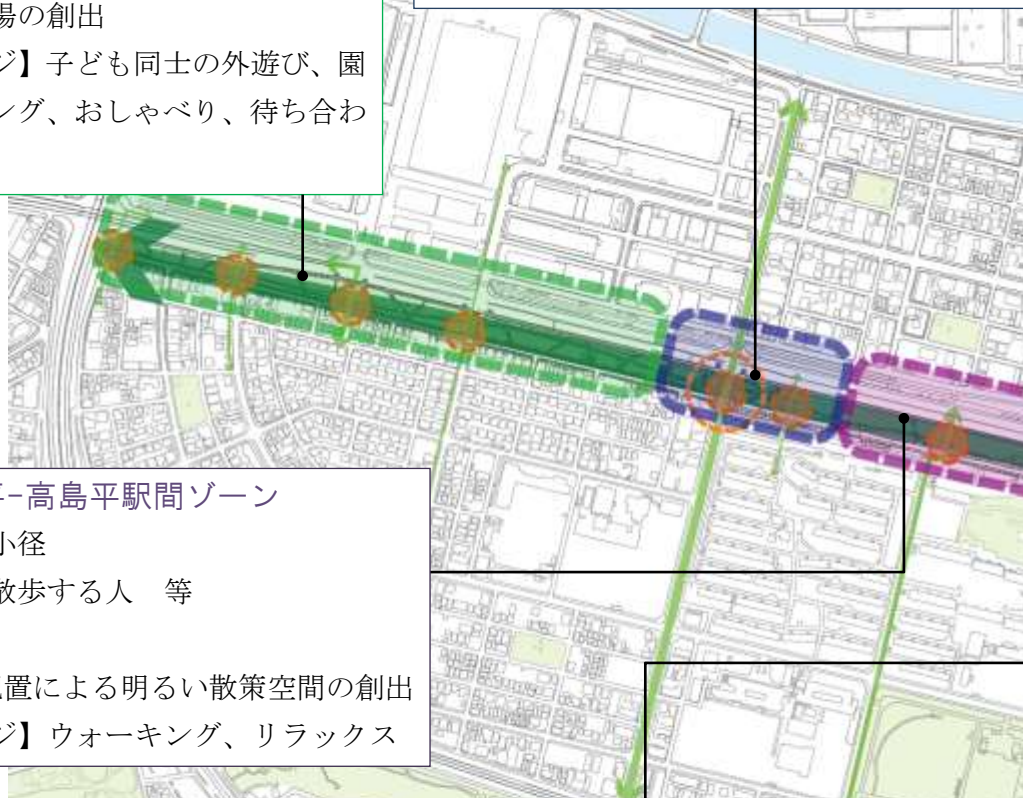 場の創出
ジ】子ども同士の外遊び、園
ング、おしゃべり、待ち合わ
-高島平駅間ゾーン
小径
散歩する人 等
置による明るい散策空間の創出
ジ】ウォーキング、リラックス